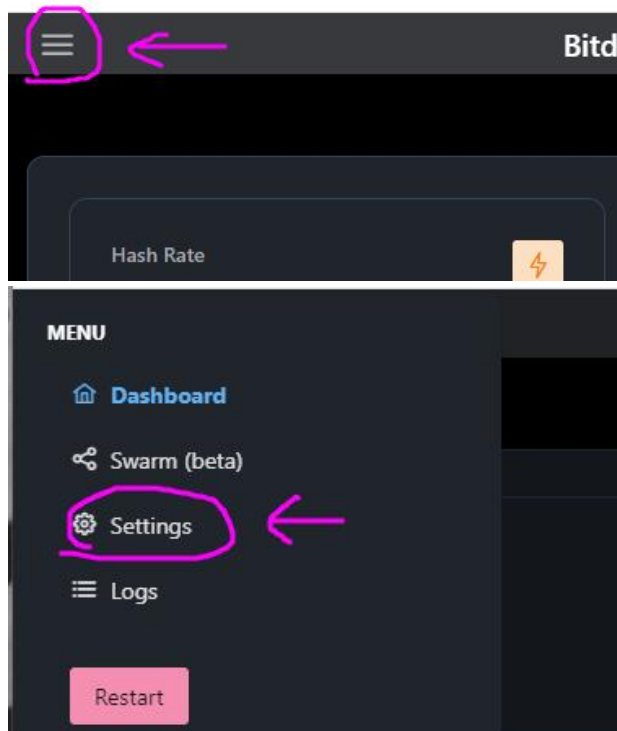 Bitd
Hash Rate
MENU
Dashboard
Swarm (beta)
Settings
Logs
Restart